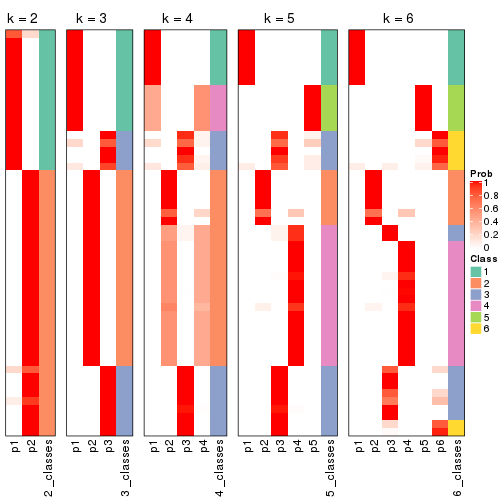 k = 2
k = 3
k = 4
k = 5
k = 6
Prob
1
0.8
0.6
0.4
0.2
0
Class
1
2
3
4
5
6
p1
p2
2_classes
p1
p2
p3
3_classes
p1
p2
p3
p4
4_classes
p1
p2
p3
p4
p5
5_classes
p1
p2
p3
p4
p5
p6
6_classes